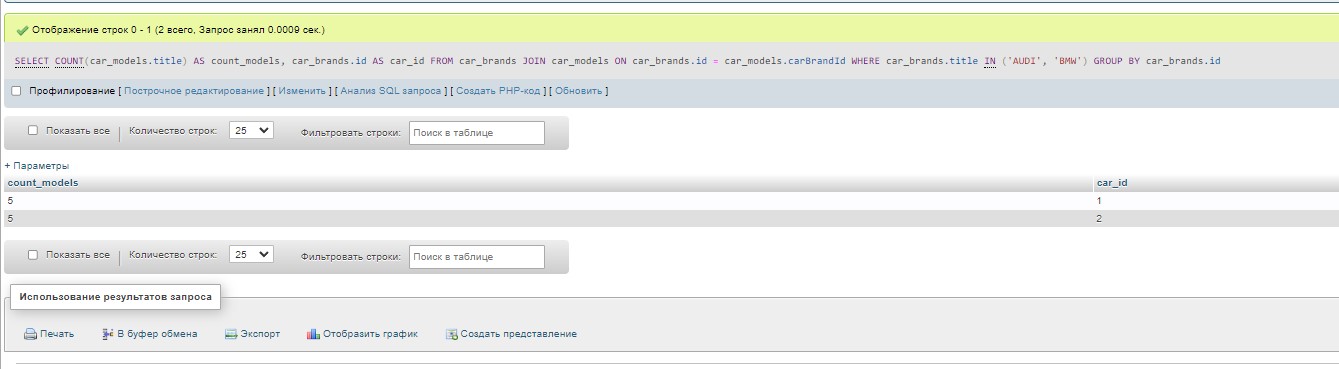 Отображение строк 0 - 1 (2 всего, Запрос занял 0.0009 сек.)
SELECT COUNT(car_models.title) AS count_models, car_brands.id AS car_id FROM car_brands JOIN car_models ON car_brands.id = car_models.carBrandId WHERE car_brands.title IN ('AUDI', 'BMW') GROUP BY car_brands.id
Профилирование [ Построчное редактирование ] [ Изменить ] [ Анализ SQL запроса ] [ Создать PHP-код ] [ Обновить ]
Показать все | Количество строк: 25 Фильтровать строки: Поиск в таблице
+ Параметры
count_models car_id
5 1
5 2
Показать все | Количество строк: 25 Фильтровать строки: Поиск в таблице
Использование результатов запроса
Печать В буфер обмена Экспорт Отобразить график Создать представление